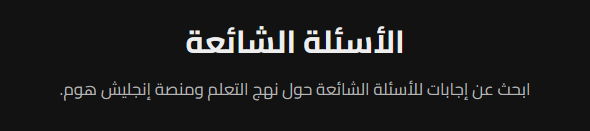 الأسئلة الشائعة
ابحث عن إجابات للأسئلة الشائعة حول نهج التعلم ومنصة إنجليش هوم.